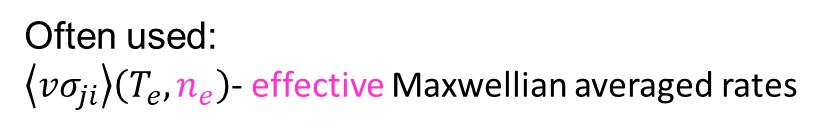 Often used:
⟨𝑣𝜎𝑗𝑖⟩(𝑇𝑒, 𝑛𝑒)- effective Maxwellian averaged rates